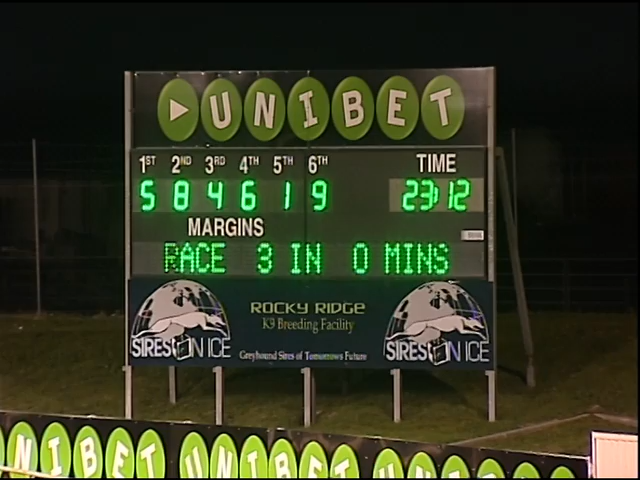 UNIBET
1ST 2ND 3RD 4TH 5TH 6TH TIME
5 8 4 6 1 9 23 12
MARGINS
RACE 3 IN 0 MINS
SIRES ON ICE
ROCKY RIDGE
K9 Breeding Facility
Greyhound Sires of Tomorrows Future
SIRES ON ICE
UNIBET UNIBET UNIBET